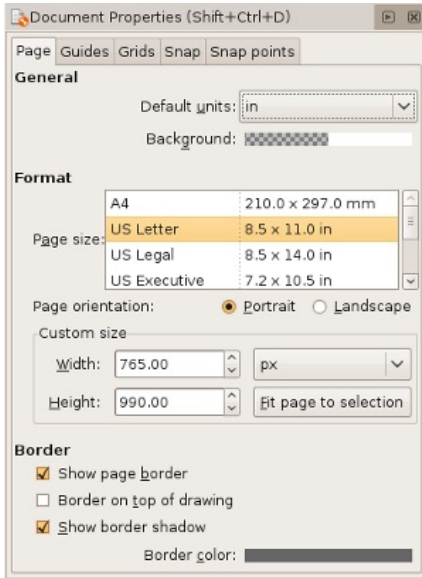 Document Properties (Shift+Ctrl+D)
Page Guides Grids Snap Snap points
General
Default units: in
Background:
Format
Page size:
A4 210.0 x 297.0 mm
US Letter 8.5 x 11.0 in
US Legal 8.5 x 14.0 in
US Executive 7.2 x 10.5 in
Page orientation: Portrait Landscape
Custom size
Width: 765.00 px
Height: 990.00 Fit page to selection
Border
Show page border
Border on top of drawing
Show border shadow
Border color: